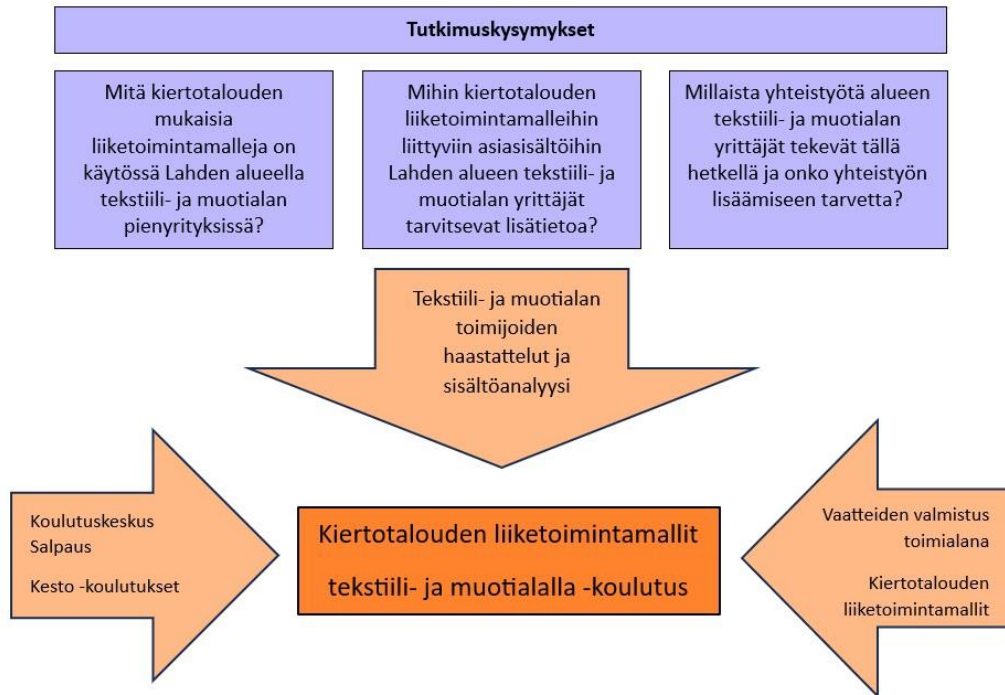 Tutkimuskysymykset
Mitä kiertotalouden
mukaisia
liiketoimintamalleja on
käytössä Lahden alueella
tekstiili- ja muotialan
pienyrityksissä?
Mihin kiertotalouden
liiketoimintamalleihin
liittyviin asiasisältöihin
Lahden alueen tekstiili- ja
muotialan yrittäjät
tarvitsevat lisätietoa?
Millaista yhteistyötä alueen
tekstiili- ja muotialan
yrittäjät tekevät tällä
hetkellä ja onko yhteistyön
lisäämiseen tarvetta?
Tekstiili- ja muotialan
toimijoiden
haastattelut ja
sisältöanalyysi
Koulutuskeskus
Salpaus
Kesto -koulutukset
Kiertotalouden liiketoimintamallit
tekstiili- ja muotialalla -koulutus
Vaatteiden valmistus
toimialana
Kiertotalouden
liiketoimintamallit